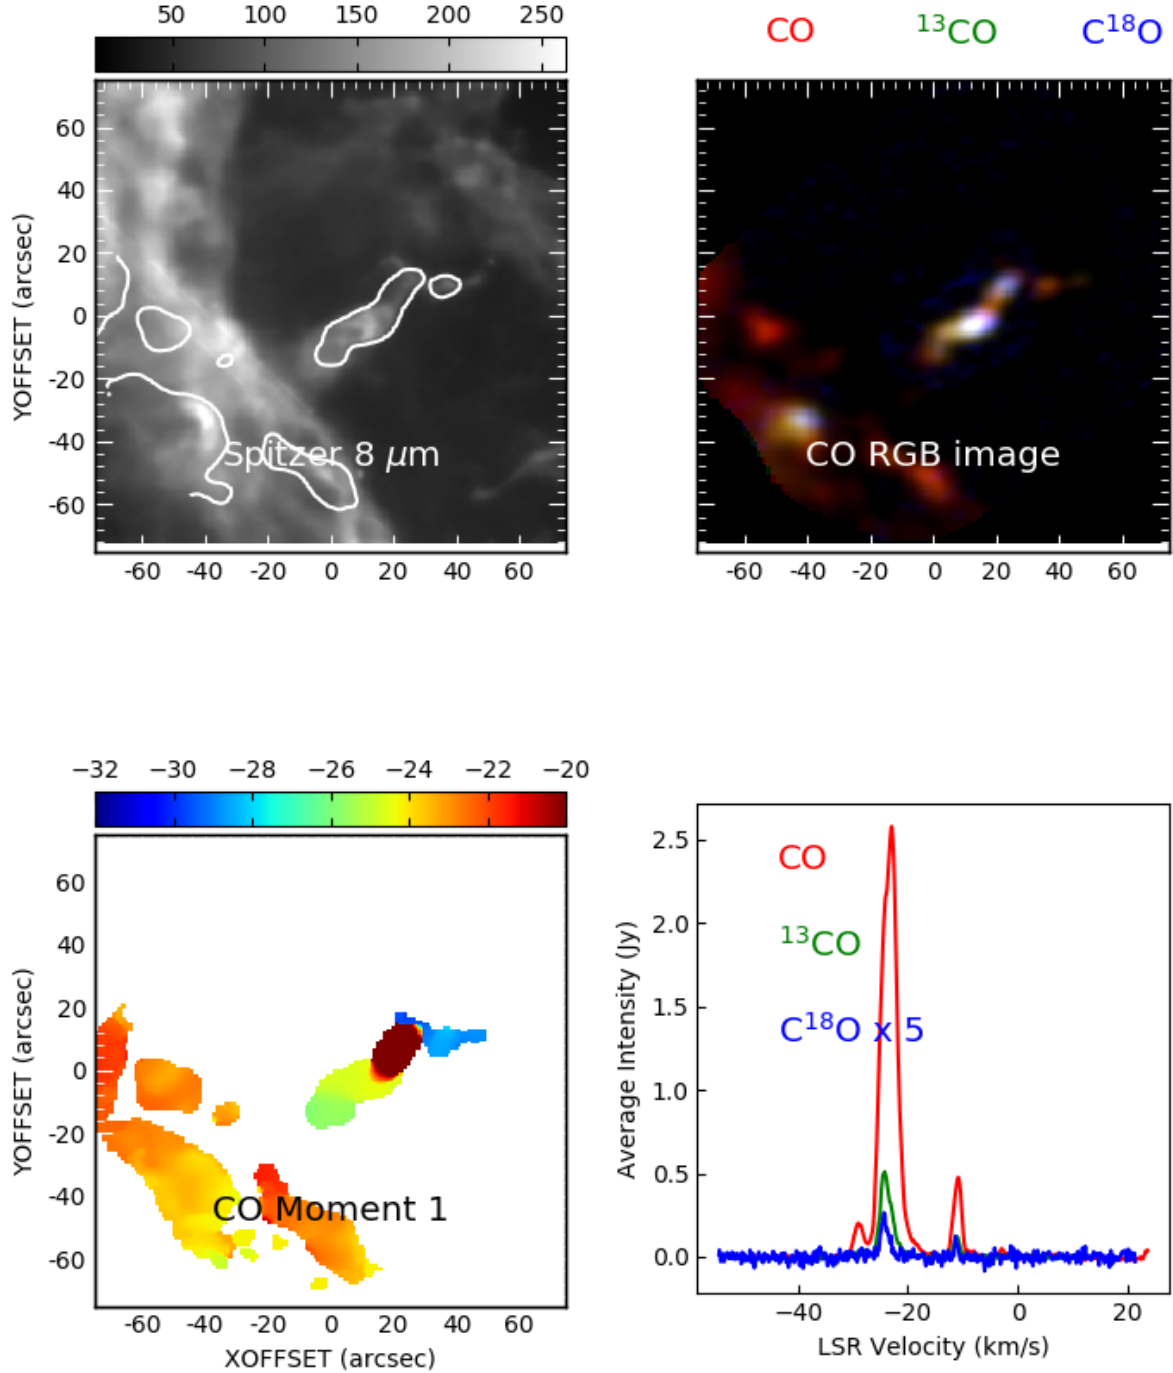 50 100 150 200 250
CO ¹³CO C¹⁸O
60
40
20
0
-20
-40
-60
YOFFSET (arcsec)
Spitzer 8 μm
-60 -40 -20 0 20 40 60
CO RGB image
-60 -40 -20 0 20 40 60
−32 −30 −28 −26 −24 −22 −20
60
40
20
0
-20
-40
-60
YOFFSET (arcsec)
CO Moment 1
-60 -40 -20 0 20 40 60
XOFFSET (arcsec)
2.5
2.0
1.5
1.0
0.5
0.0
Average Intensity (Jy)
CO
¹³CO
C¹⁸O x 5
−40 −20 0 20
LSR Velocity (km/s)